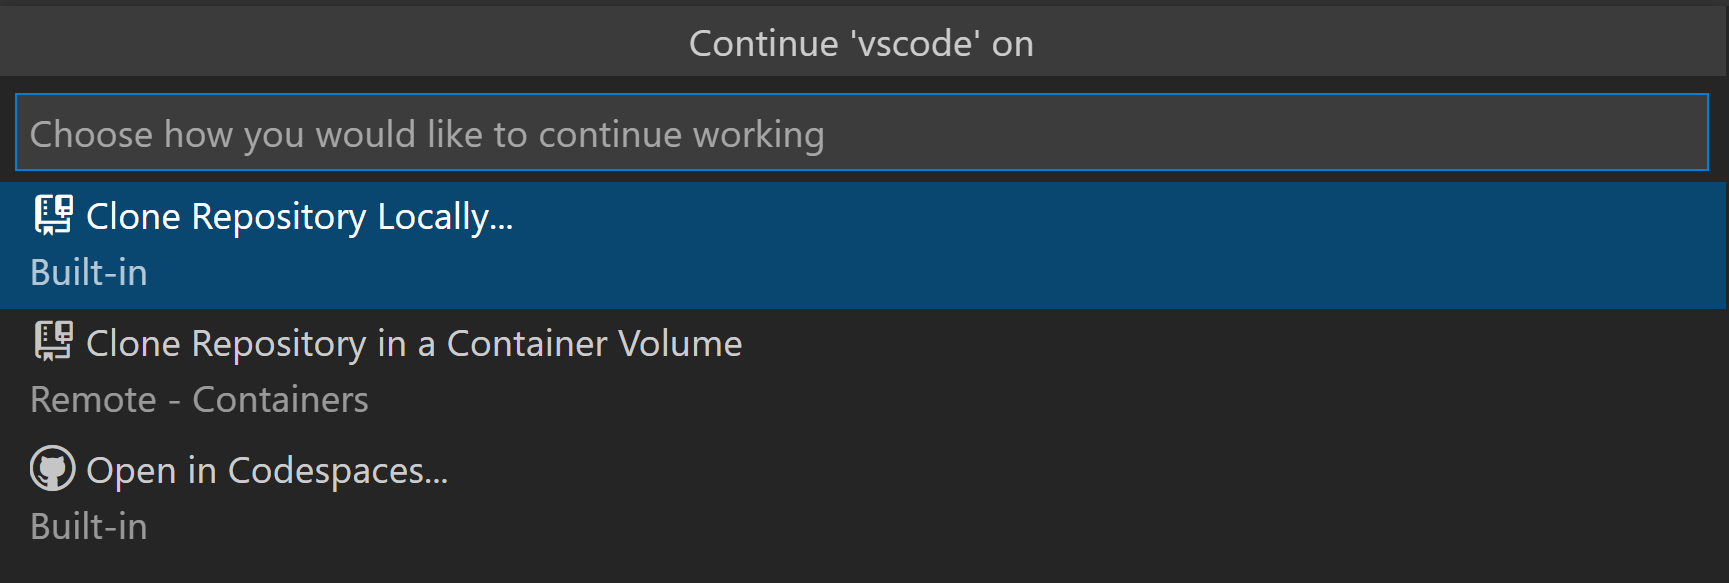 Continue 'vscode' on
Choose how you would like to continue working
Clone Repository Locally...
Built-in
Clone Repository in a Container Volume
Remote - Containers
Open in Codespaces...
Built-in